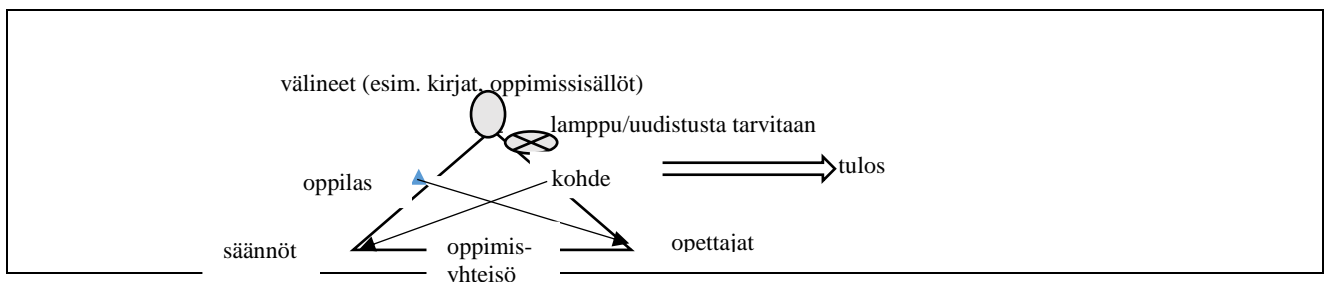 välineet (esim. kirjat, oppimissisällöt)
lamppu/uudistusta tarvitaan
tulos
oppilas
kohde
säännöt
oppimis-
yhteisö
opettajat